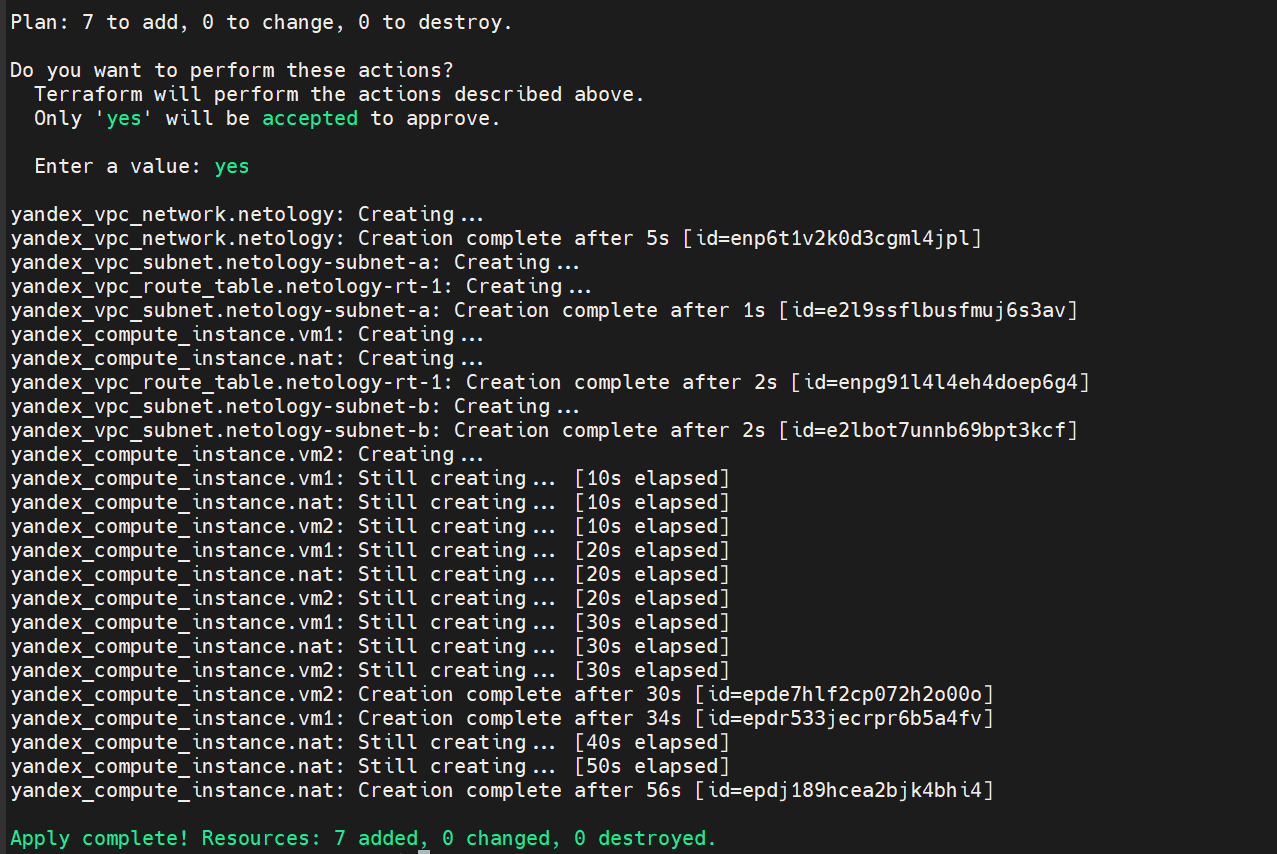 Plan: 7 to add, 0 to change, 0 to destroy.
Do you want to perform these actions?
Terraform will perform the actions described above.
Only 'yes' will be accepted to approve.
Enter a value: yes
yandex_vpc_network.netology: Creating...
yandex_vpc_network.netology: Creation complete after 5s [id=enp6t1v2k0d3cgml4jpl]
yandex_vpc_subnet.netology-subnet-a: Creating...
yandex_vpc_route_table.netology-rt-1: Creating...
yandex_vpc_subnet.netology-subnet-a: Creation complete after 1s [id=e2l9ssflbusfmuj6s3av]
yandex_compute_instance.vm1: Creating...
yandex_compute_instance.nat: Creating...
yandex_vpc_route_table.netology-rt-1: Creation complete after 2s [id=enpg91l4l4eh4doep6g4]
yandex_vpc_subnet.netology-subnet-b: Creating...
yandex_vpc_subnet.netology-subnet-b: Creation complete after 2s [id=e2lbot7unnb69bpt3kcf]
yandex_compute_instance.vm2: Creating...
yandex_compute_instance.vm1: Still creating... [10s elapsed]
yandex_compute_instance.nat: Still creating... [10s elapsed]
yandex_compute_instance.vm2: Still creating... [10s elapsed]
yandex_compute_instance.vm1: Still creating... [20s elapsed]
yandex_compute_instance.nat: Still creating... [20s elapsed]
yandex_compute_instance.vm2: Still creating... [20s elapsed]
yandex_compute_instance.vm1: Still creating... [30s elapsed]
yandex_compute_instance.nat: Still creating... [30s elapsed]
yandex_compute_instance.vm2: Still creating... [30s elapsed]
yandex_compute_instance.vm2: Creation complete after 30s [id=epde7hlf2cp072h2o00o]
yandex_compute_instance.vm1: Creation complete after 34s [id=epdr533jecrpr6b5a4fv]
yandex_compute_instance.nat: Still creating... [40s elapsed]
yandex_compute_instance.nat: Still creating... [50s elapsed]
yandex_compute_instance.nat: Creation complete after 56s [id=epdj189hcea2bjk4bhi4]
Apply complete! Resources: 7 added, 0 changed, 0 destroyed.